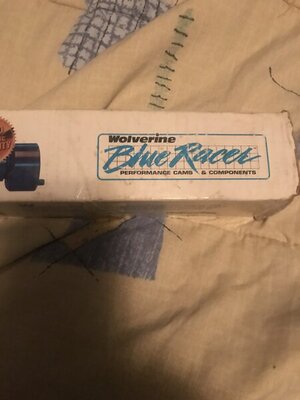 Wolverine
Blue Racer
PERFORMANCE CAMS & COMPONENTS